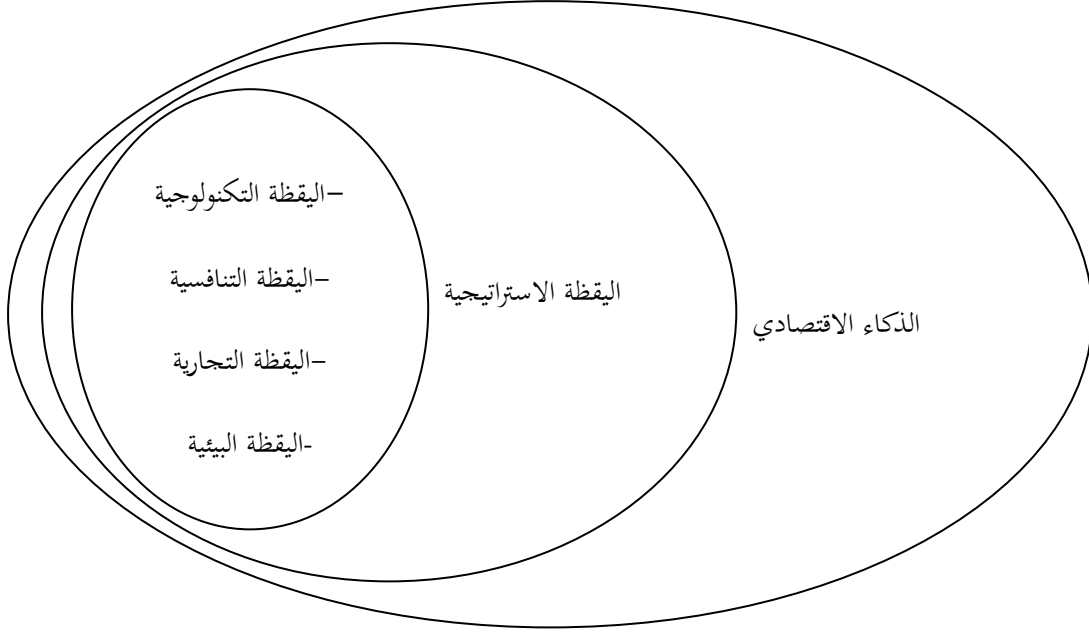 –اليقظة التكنولوجية
–اليقظة التنافسية
–اليقظة التجارية
-اليقظة البيئية
اليقظة الاستراتيجية
الذكاء الاقتصادي